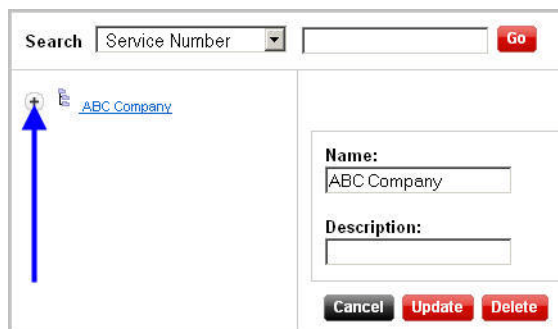 Search Service Number Go
ABC Company
Name:
ABC Company
Description:
Cancel Update Delete